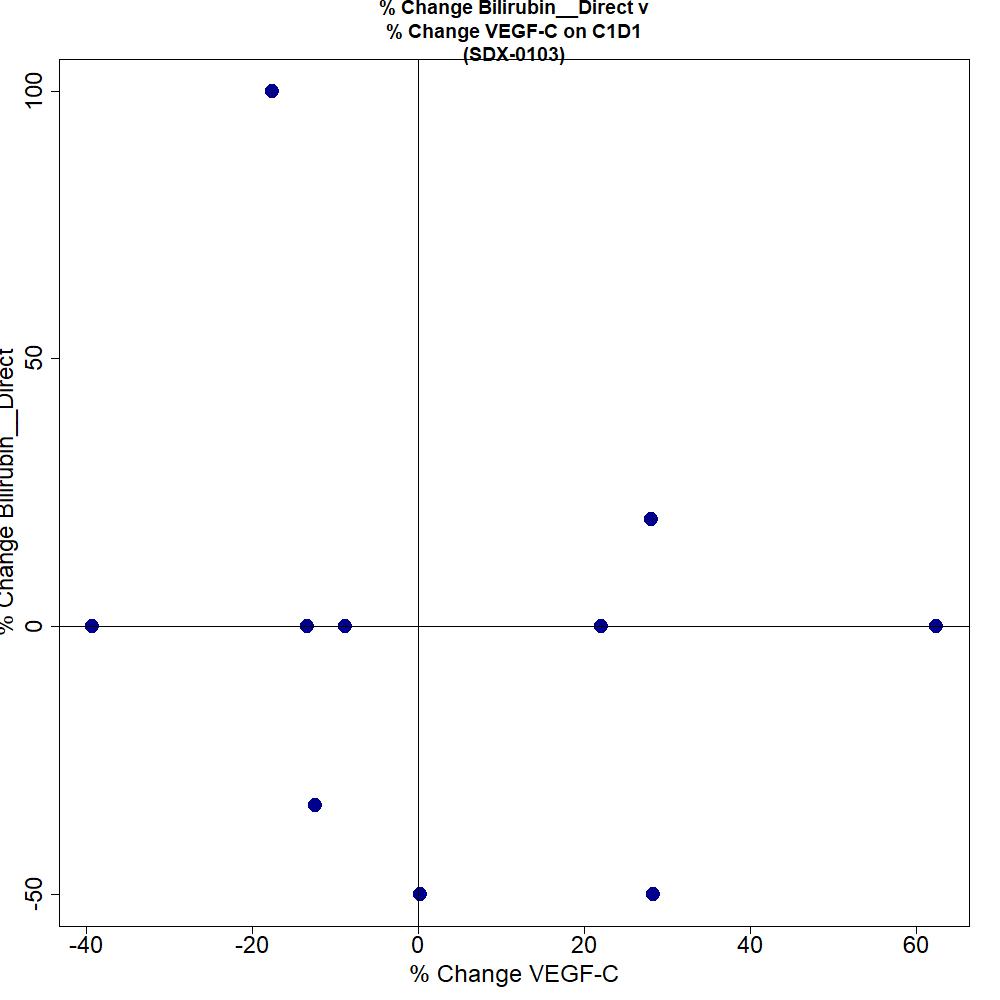 % Change Bilirubin__Direct v
% Change VEGF-C on C1D1
(SDX-0103)
100
50
0
-50
% Change Bilirubin__Direct
-40
-20
0
20
40
60
% Change VEGF-C